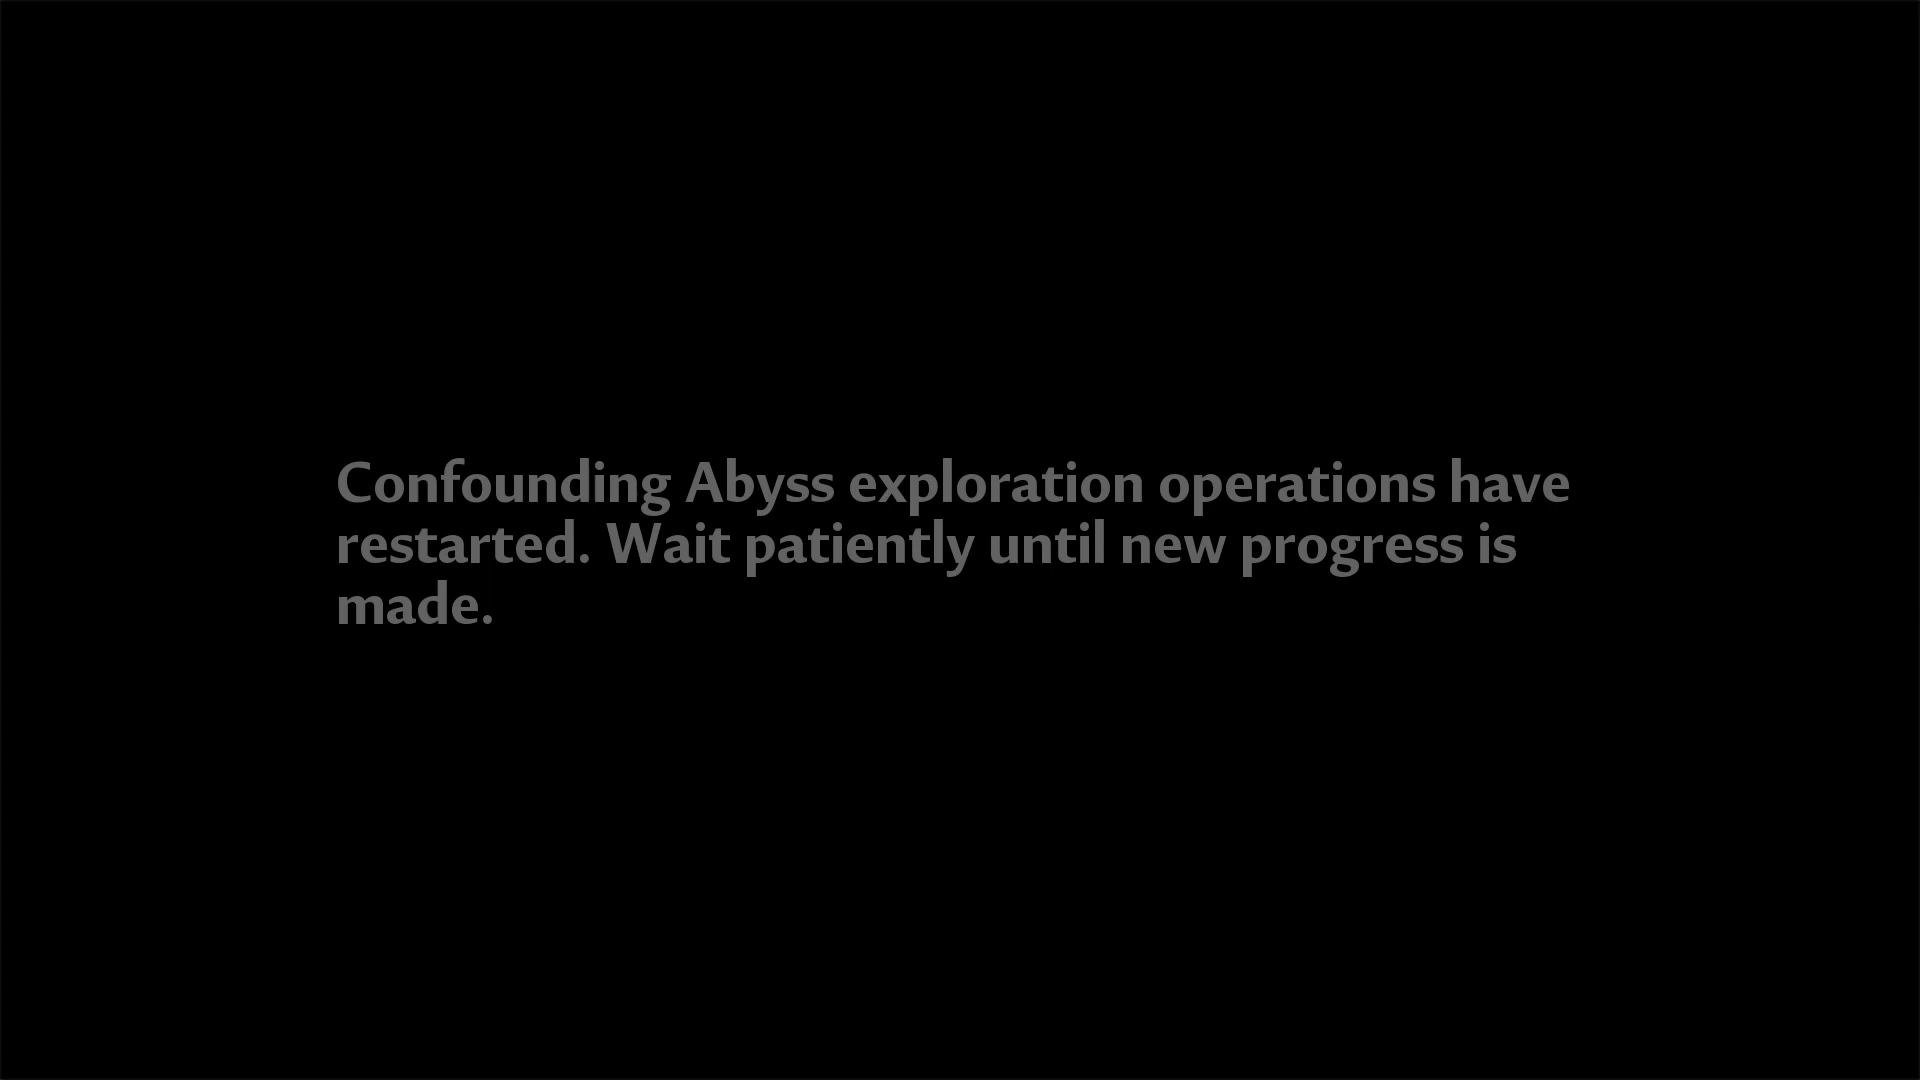 Confounding Abyss exploration operations have
restarted. Wait patiently until new progress is
made.